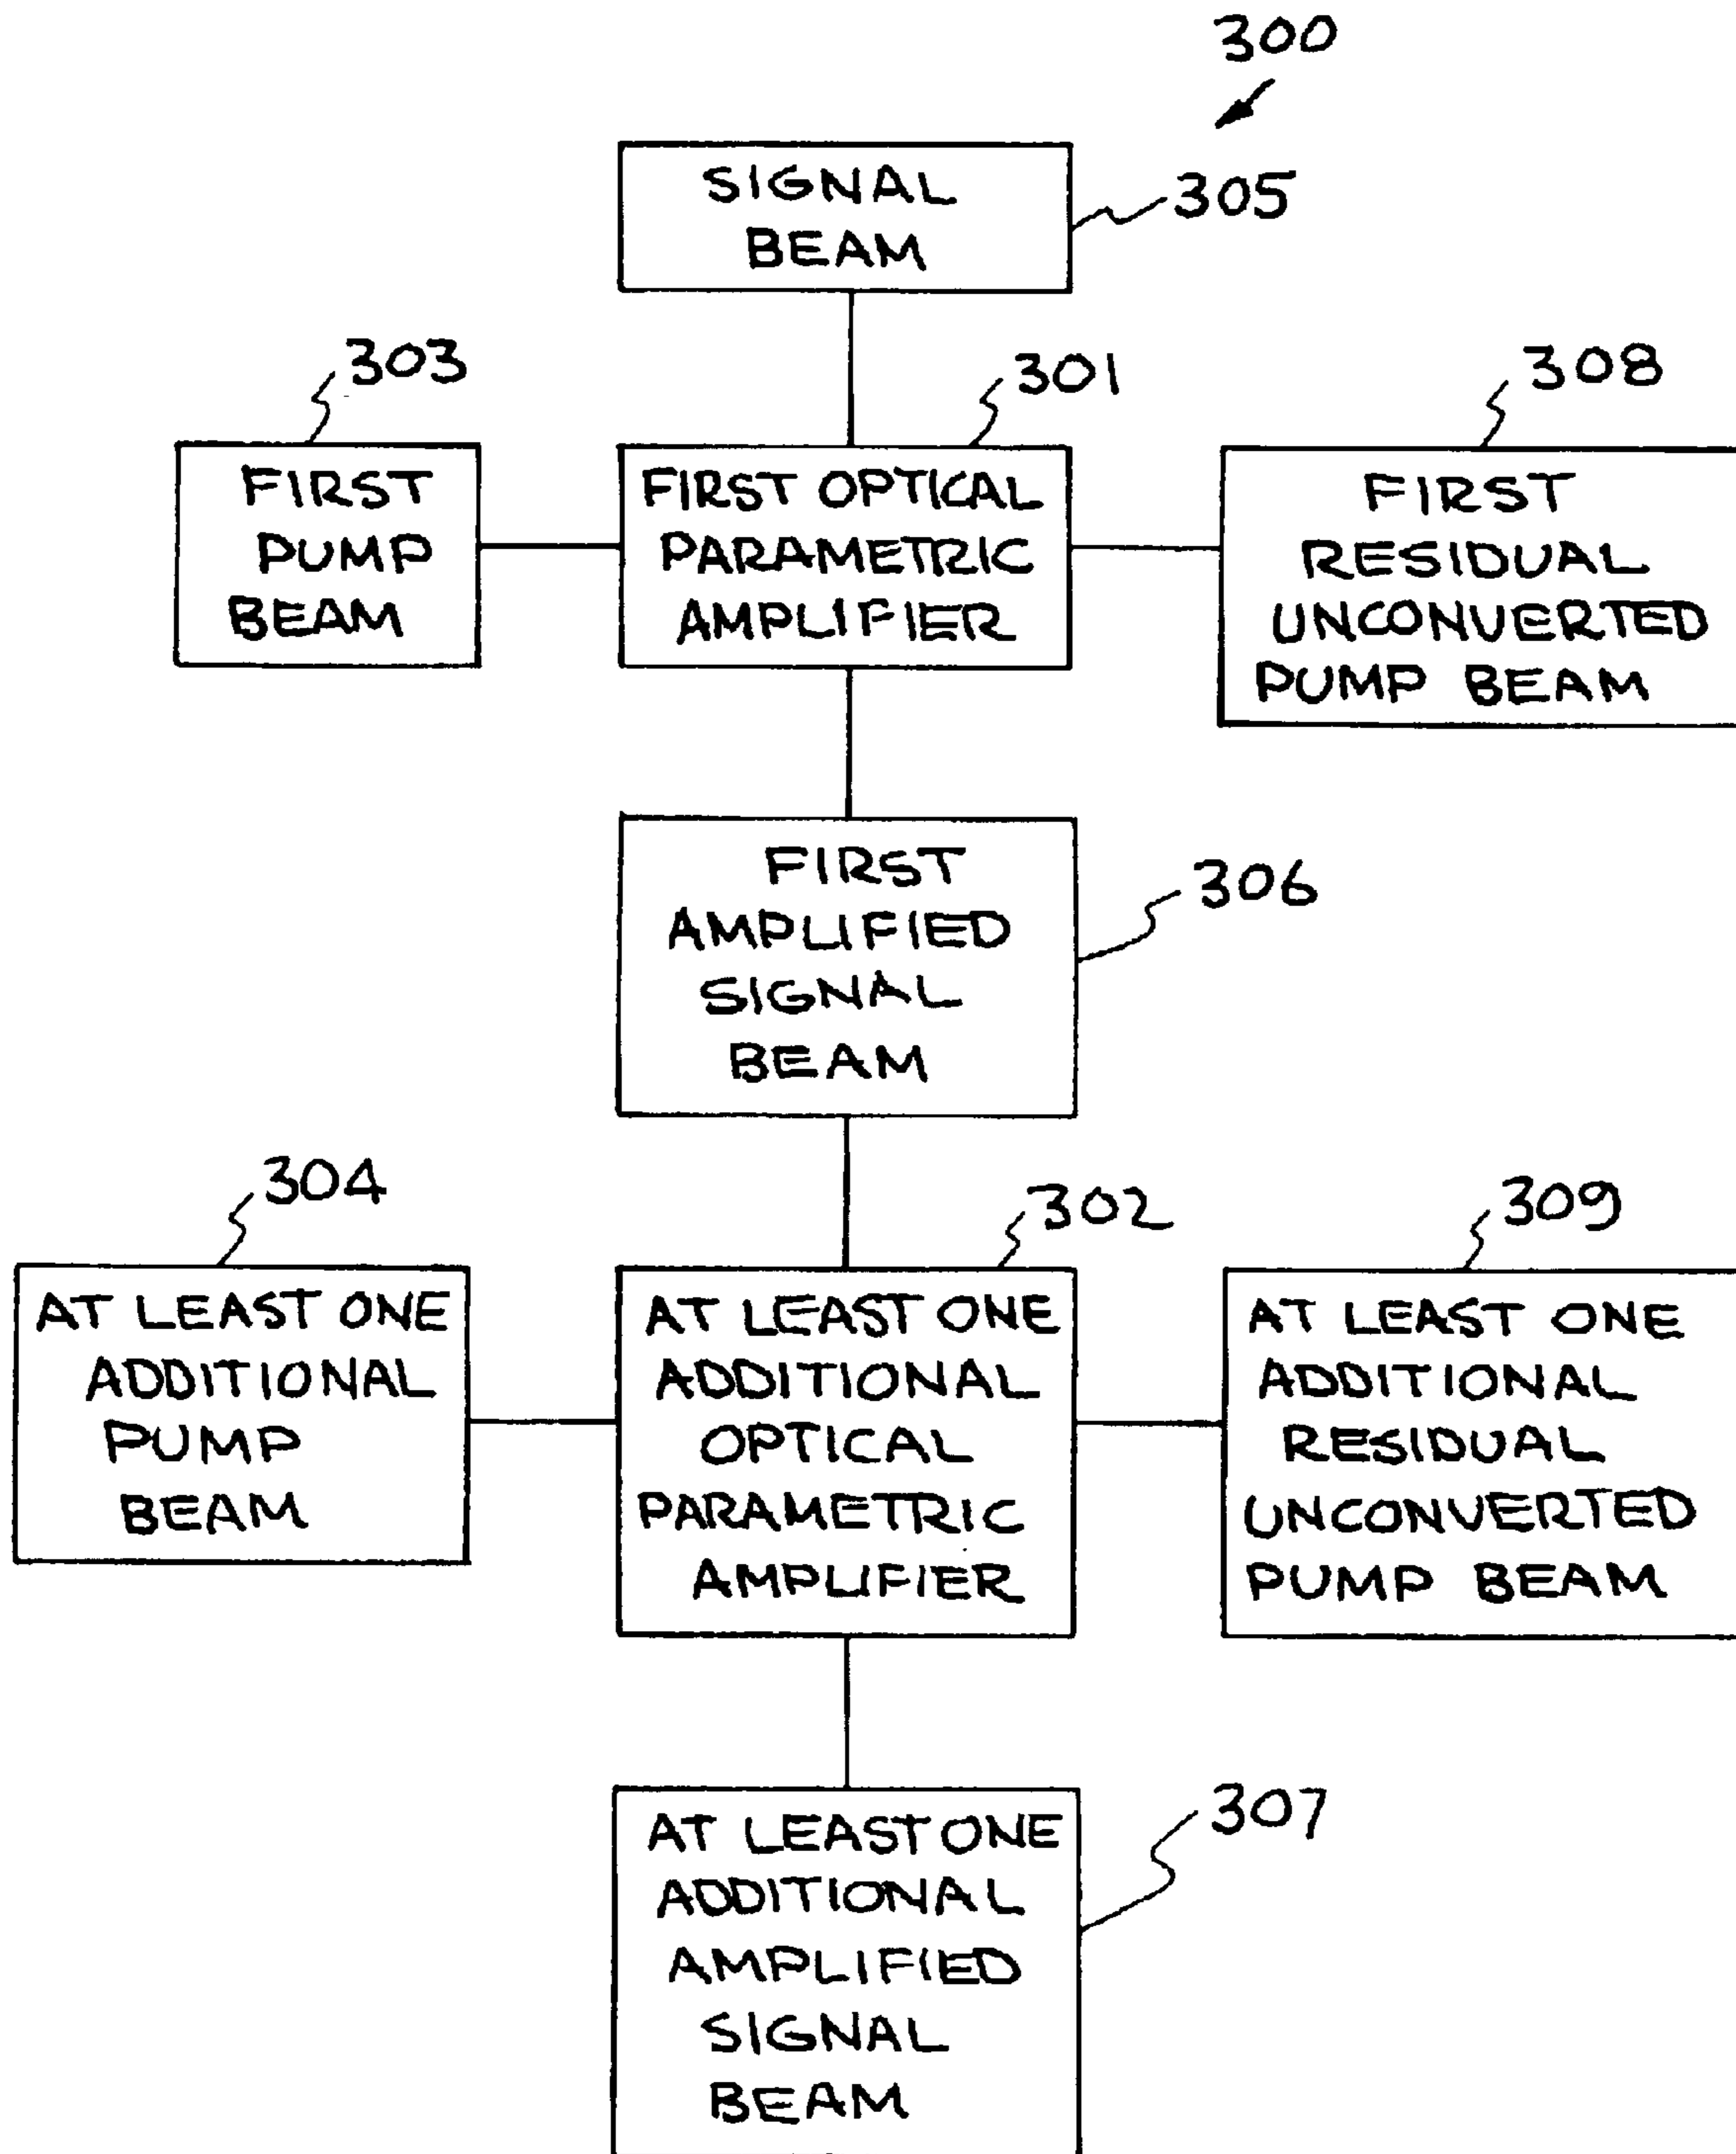 300
SIGNAL
BEAM
305
303
301
308
FIRST
PUMP
BEAM
FIRST OPTICAL
PARAMETRIC
AMPLIFIER
FIRST
RESIDUAL
UNCONVERTED
PUMP BEAM
FIRST
AMPLIFIED
SIGNAL
BEAM
306
304
302
309
AT LEAST ONE
ADDITIONAL
PUMP
BEAM
AT LEAST ONE
ADDITIONAL
OPTICAL
PARAMETRIC
AMPLIFIER
AT LEAST ONE
ADDITIONAL
RESIDUAL
UNCONVERTED
PUMP BEAM
AT LEAST ONE
ADDITIONAL
AMPLIFIED
SIGNAL
BEAM
307